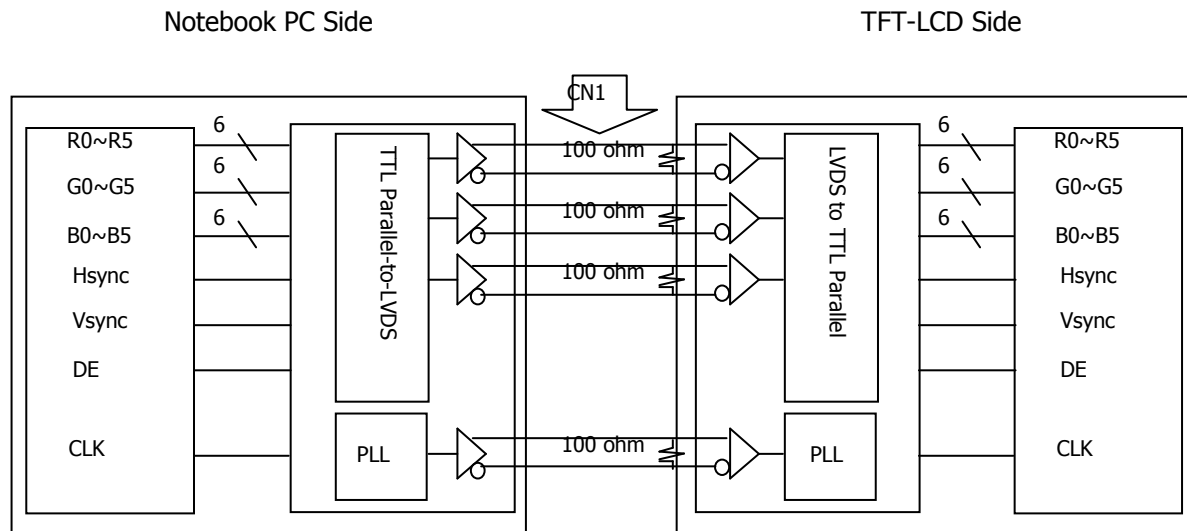 Notebook PC Side
TFT-LCD Side
CN1
R0~R5
6
G0~G5
6
B0~B5
6
Hsync
Vsync
DE
CLK
TTL Parallel-to-LVDS
PLL
100 ohm
100 ohm
100 ohm
100 ohm
LVDS to TTL Parallel
PLL
6
R0~R5
6
G0~G5
6
B0~B5
Hsync
Vsync
DE
CLK